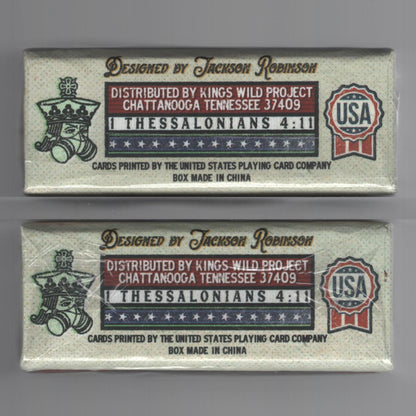 Designed by Jackson Robinson
DISTRIBUTED BY KINGS WILD PROJECT
CHATTANOOGA TENNESSEE 37409
1 THESSALONIANS 4:11
USA
CARDS PRINTED BY THE UNITED STATES PLAYING CARD COMPANY
BOX MADE IN CHINA
Designed by Jackson Robinson
DISTRIBUTED BY KINGS WILD PROJECT
CHATTANOOGA TENNESSEE 37409
1 THESSALONIANS 4:11
USA
CARDS PRINTED BY THE UNITED STATES PLAYING CARD COMPANY
BOX MADE IN CHINA